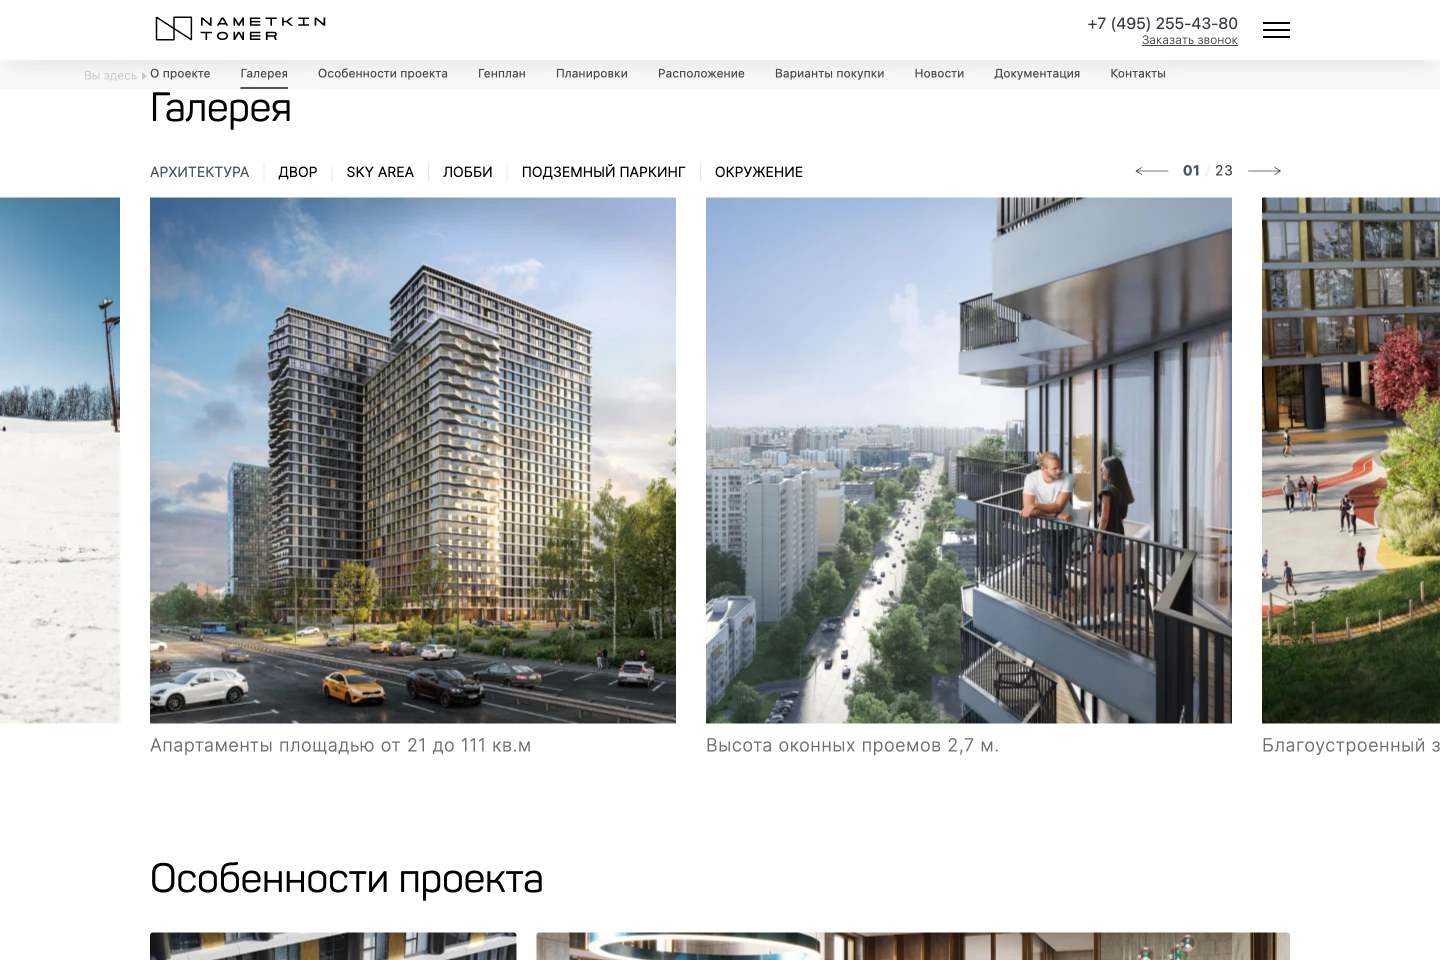 NAMETKIN
TOWER
+7 (495) 255-43-80
Заказать звонок
Вы здесь
О проекте
Галерея
Особенности проекта
Генплан
Планировки
Расположение
Варианты покупки
Новости
Документация
Контакты
Галерея
АРХИТЕКТУРА
ДВОР
SKY AREA
ЛОББИ
ПОДЗЕМНЫЙ ПАРКИНГ
ОКРУЖЕНИЕ
01 / 23
Апартаменты площадью от 21 до 111 кв.м
Высота оконных проемов 2,7 м.
Благоустроенный з
Особенности проекта